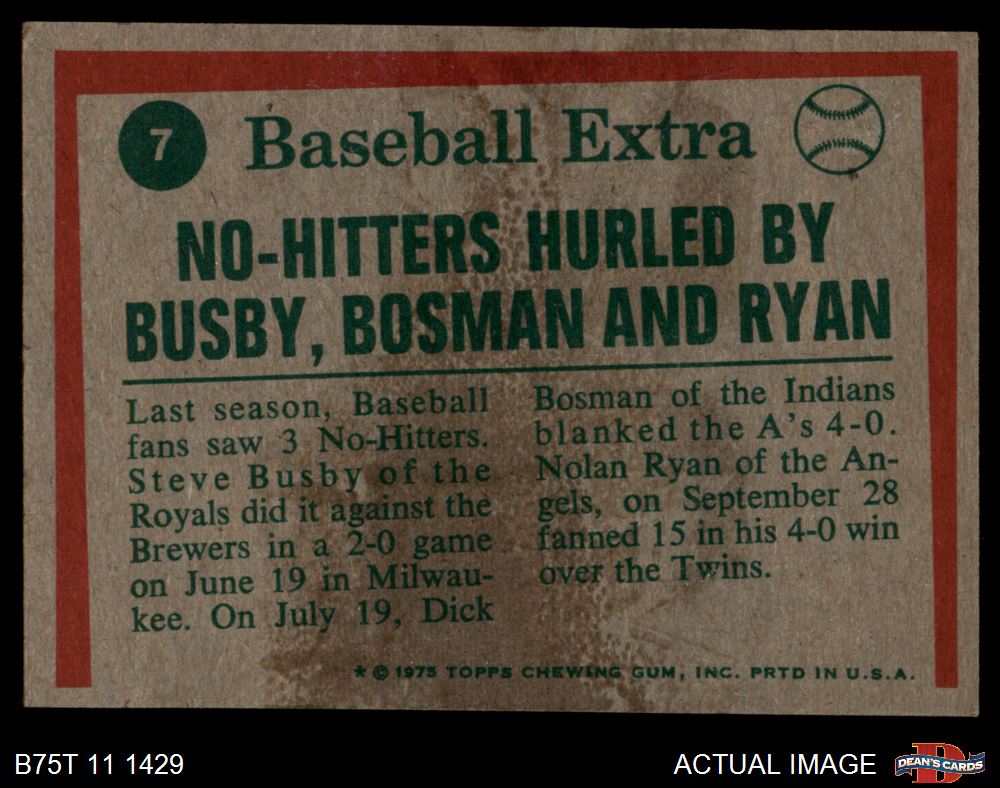 7 Baseball Extra
NO-HITTERS HURLED BY
BUSBY, BOSMAN AND RYAN
Last season, Baseball
fans saw 3 No-Hitters.
Steve Busby of the
Royals did it against the
Brewers in a 2-0 game
on June 19 in Milwau-
kee. On July 19, Dick
Bosman of the Indians
blanked the A's 4-0.
Nolan Ryan of the An-
gels, on September 28
fanned 15 in his 4-0 win
over the Twins.
* © 1975 TOPPS CHEWING GUM, INC. PRTD IN U.S.A.
B75T 11 1429
ACTUAL IMAGE
D
DEAN'S CARDS